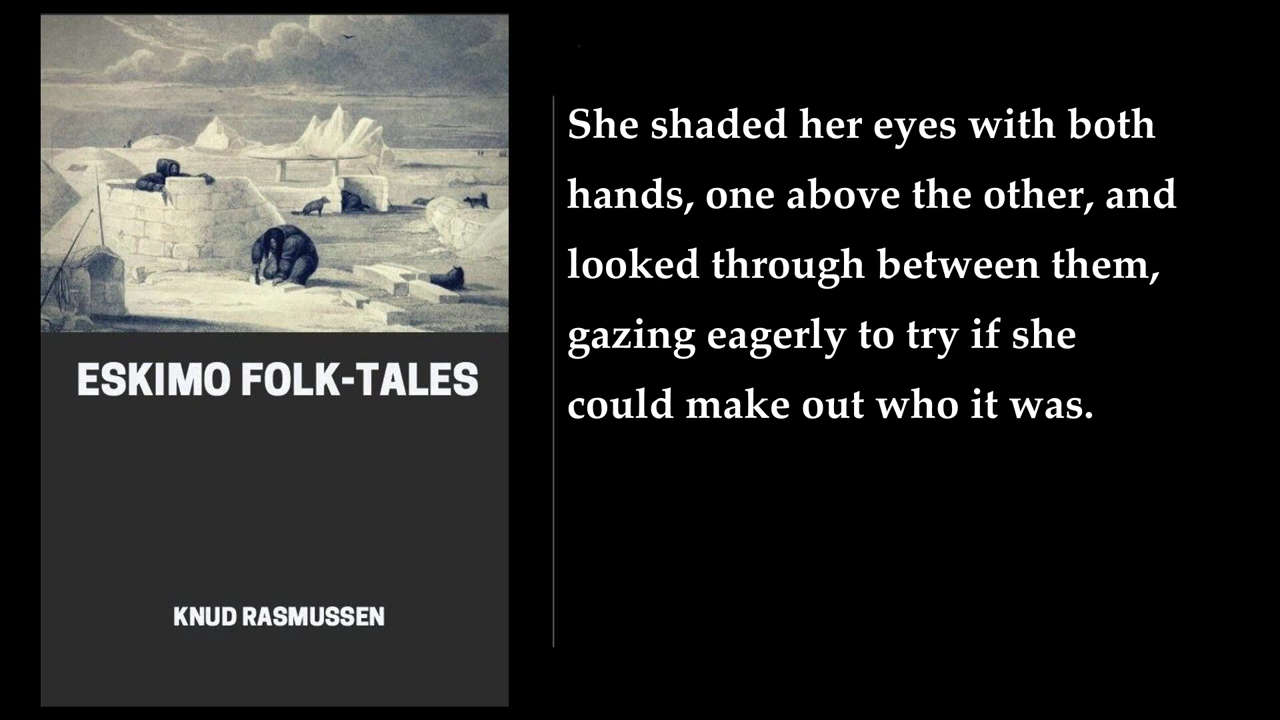 ESKIMO FOLK-TALES
KNUD RASMUSSEN
She shaded her eyes with both
hands, one above the other, and
looked through between them,
gazing eagerly to try if she
could make out who it was.